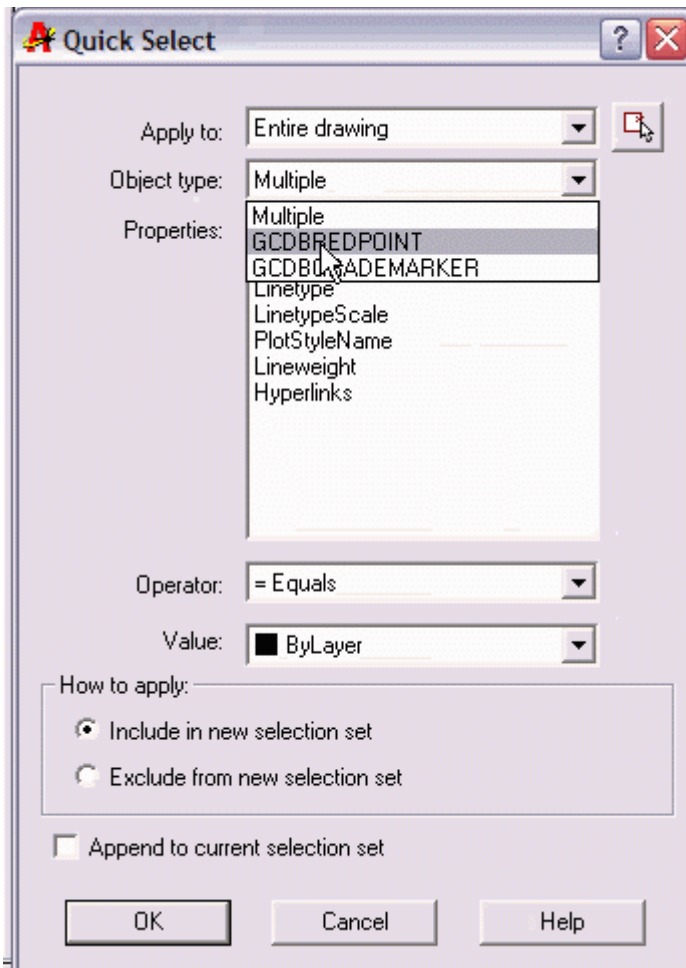 Quick Select
Apply to: Entire drawing
Object type: Multiple
Properties: Multiple
GCDBREDPOINT
Linetype
LinetypeScale
PlotStyleName
Lineweight
Hyperlinks
Operator: = Equals
Value: ByLayer
How to apply:
Include in new selection set
Exclude from new selection set
Append to current selection set
OK Cancel Help